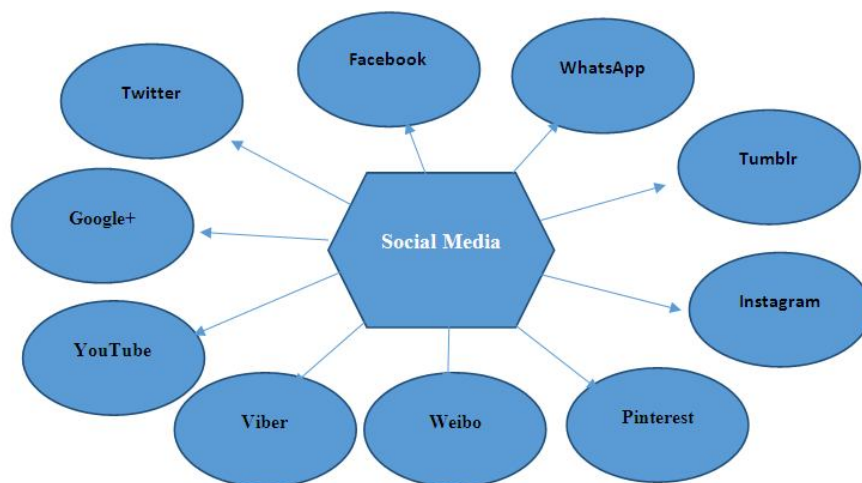 Facebook
WhatsApp
Twitter
Tumblr
Google+
Social Media
Instagram
YouTube
Viber
Weibo
Pinterest